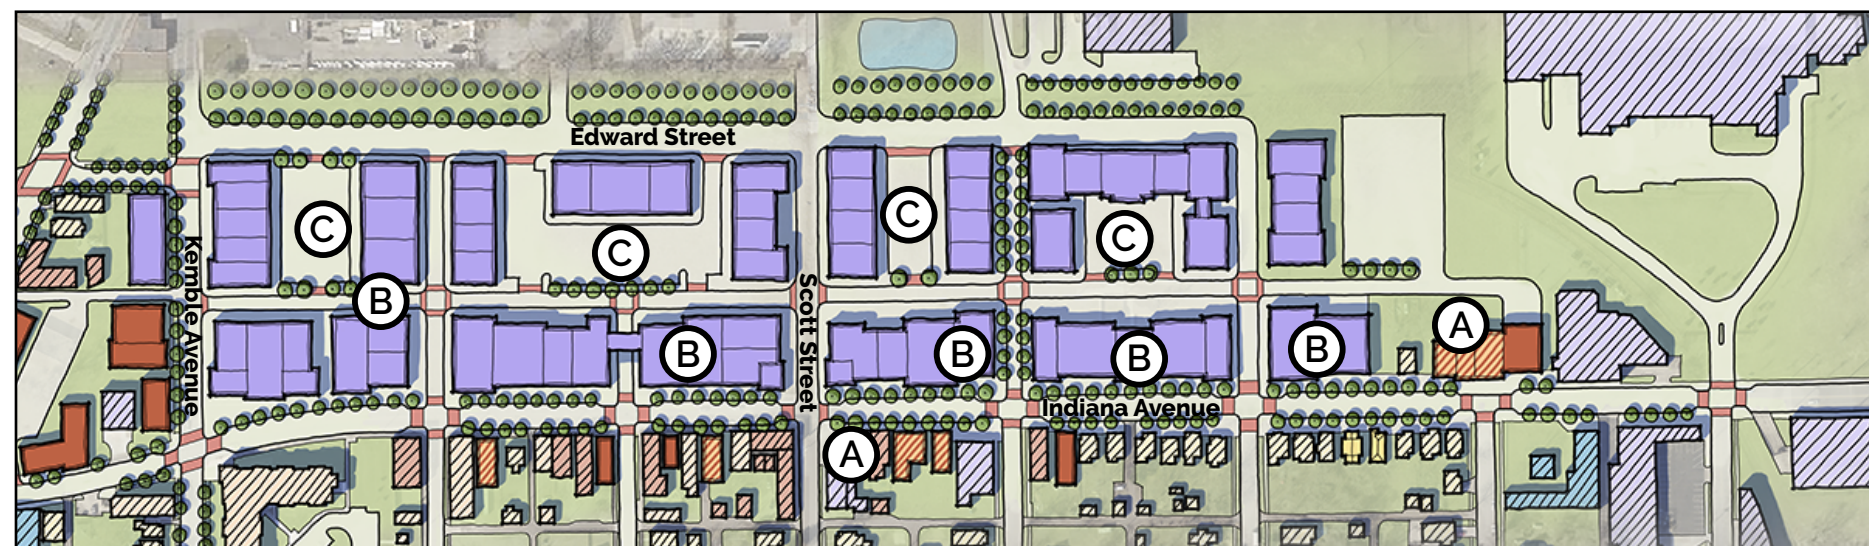 Edward Street
C
C
C
C
Kemble Avenue
B
Scott Street
B
B
B
B
A
Indiana Avenue
A